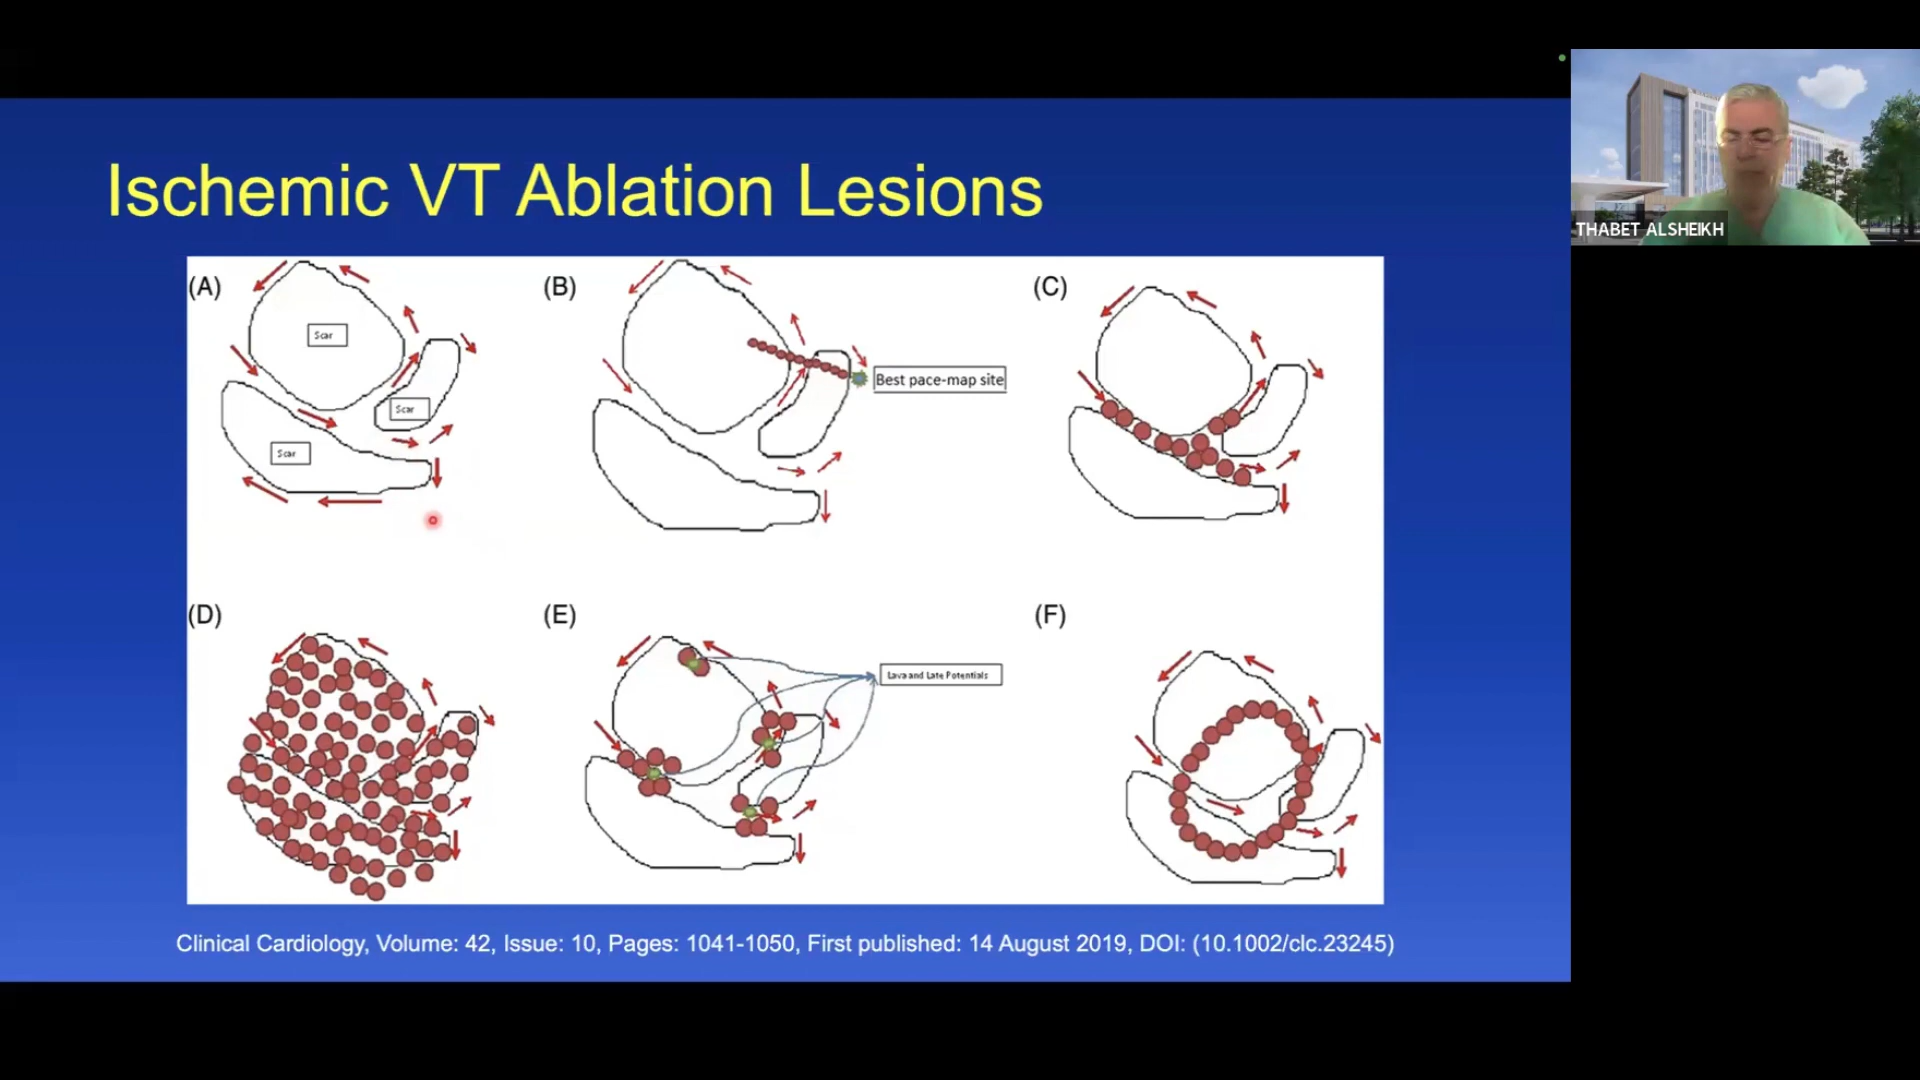 Ischemic VT Ablation Lesions
THABET ALSHEIKH
(A)
Scar
Scar
Scar
(B)
Best pace-map site
(C)
(D)
(E)
Lava and Late Potentials
(F)
Clinical Cardiology, Volume: 42, Issue: 10, Pages: 1041-1050, First published: 14 August 2019, DOI: (10.1002/clc.23245)